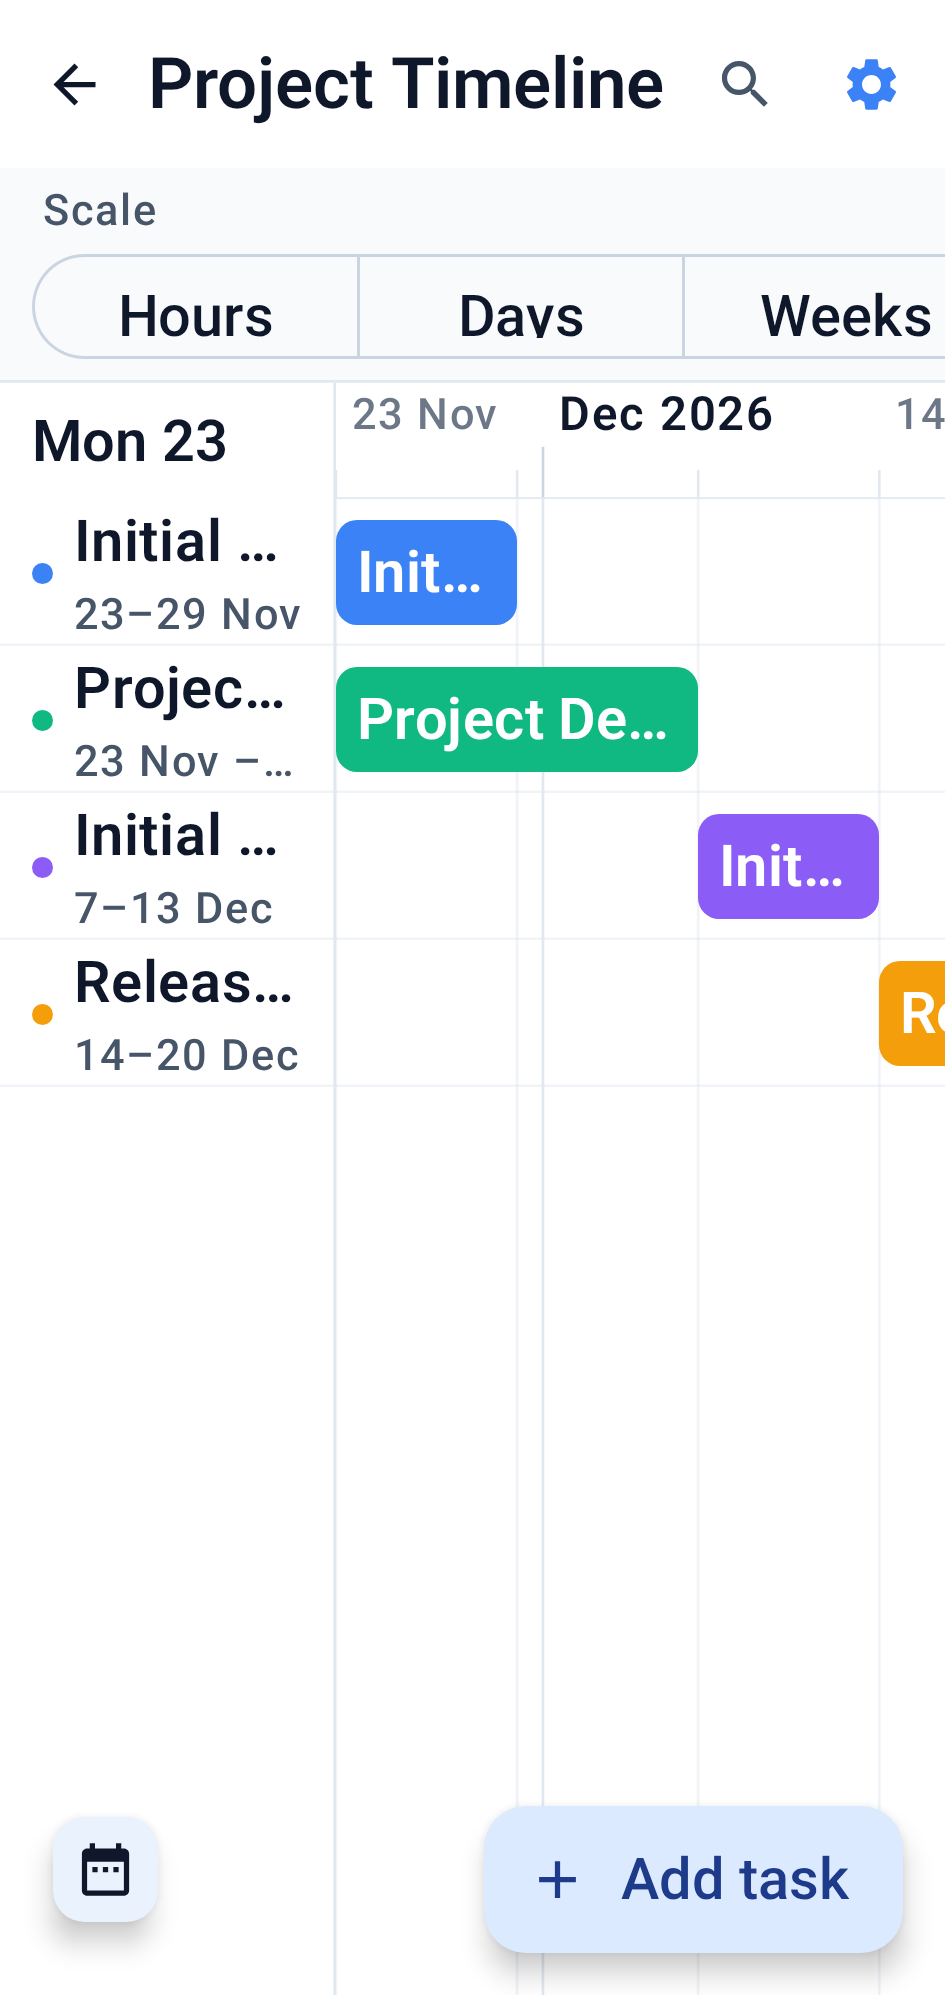 Project Timeline
Scale
Hours Days Weeks
Mon 23
23 Nov Dec 2026 14
Initial ...
23–29 Nov
Init...
Projec...
23 Nov –...
Project De...
Initial ...
7–13 Dec
Init...
Releas...
14–20 Dec
Re
+ Add task